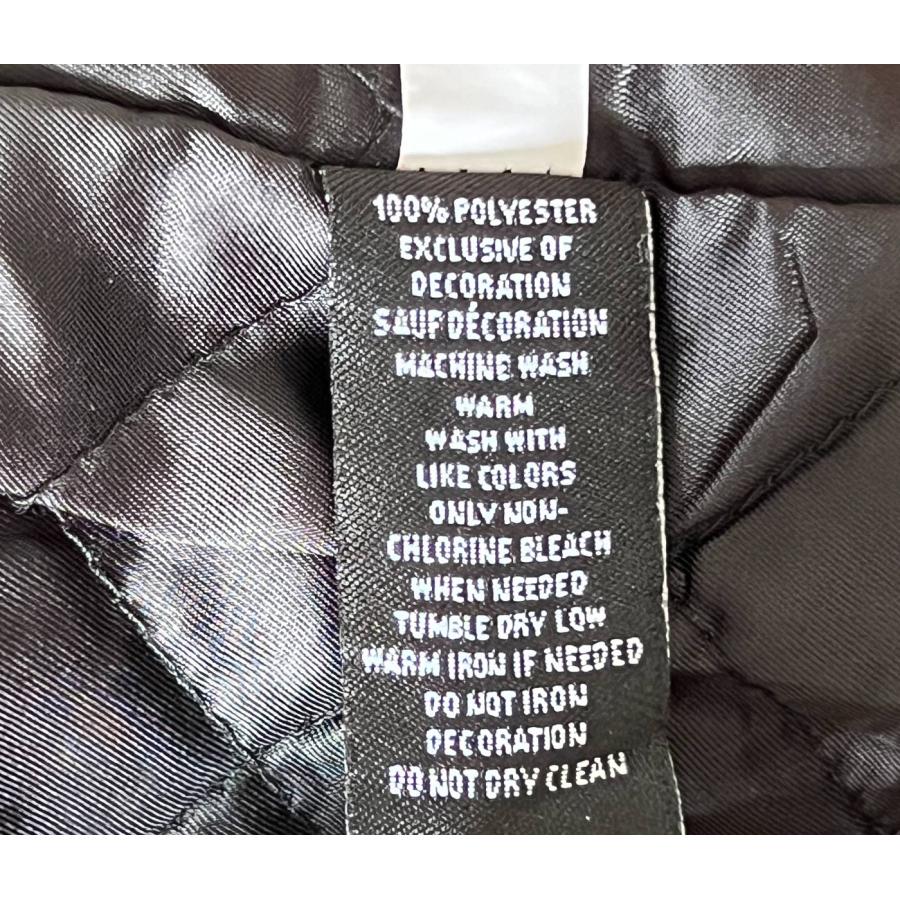 100% POLYESTER
EXCLUSIVE OF
DECORATION
SAUF DÉCORATION
MACHINE WASH
WARM
WASH WITH
LIKE COLORS
ONLY NON-
CHLORINE BLEACH
WHEN NEEDED
TUMBLE DRY LOW
WARM IRON IF NEEDED
DO NOT IRON
DECORATION
DO NOT DRY CLEAN